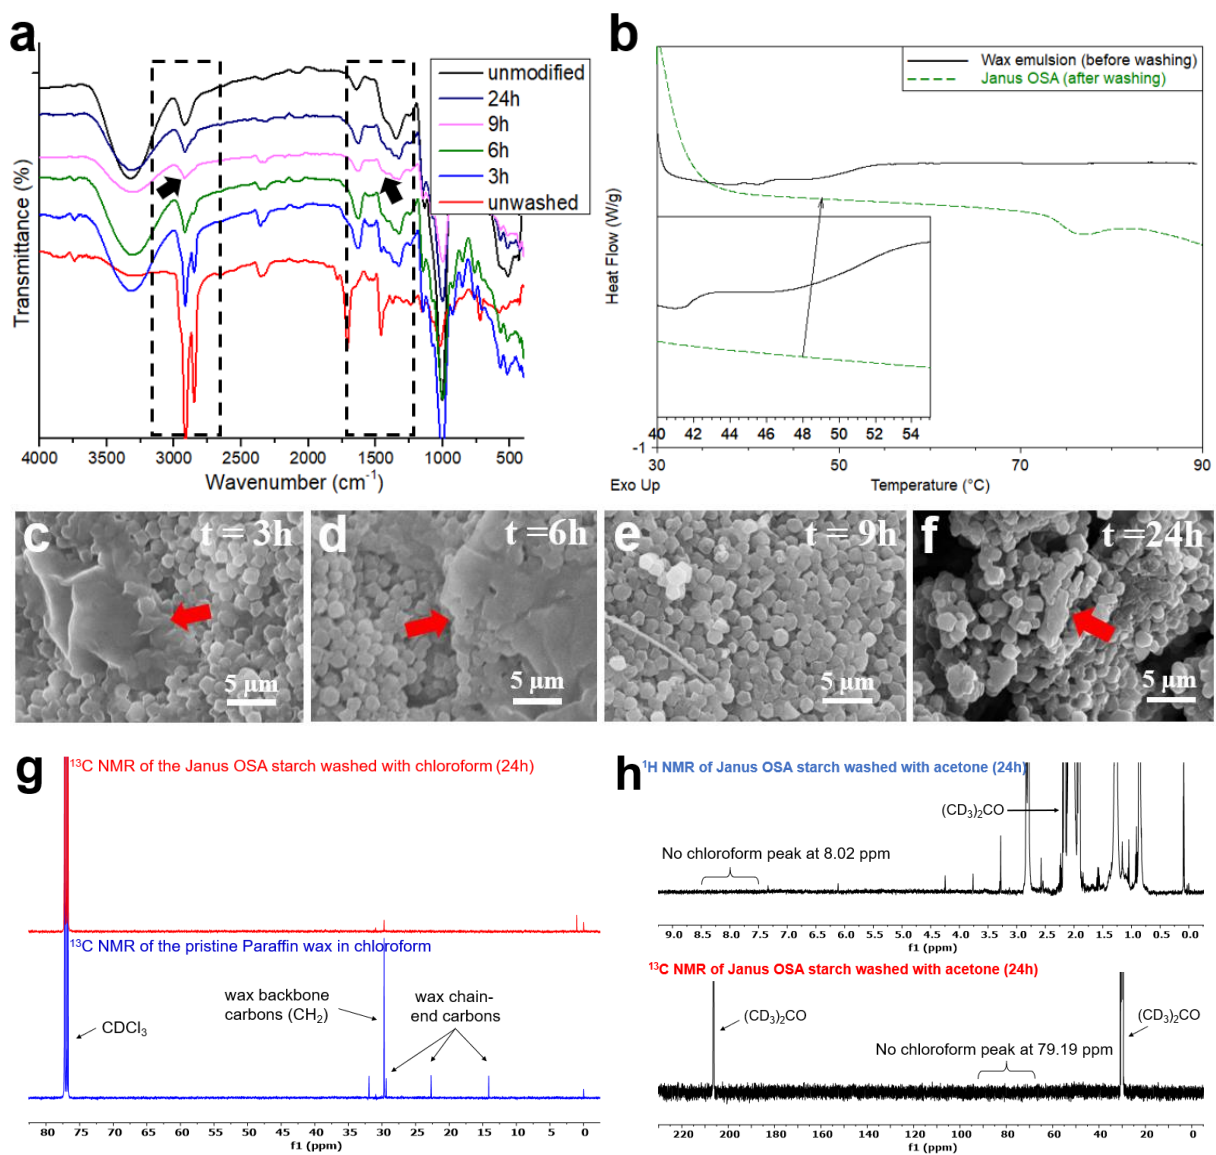 a
unmodified
24h
9h
6h
3h
unwashed
Transmittance (%)
4000 3500 3000 2500 2000 1500 1000 500
Wavenumber (cm⁻¹)
b
Wax emulsion (before washing)
Janus OSA (after washing)
Heat Flow (W/g)
40 42 44 46 48 50 52 54
-1
30 50 70 90
Exo Up
Temperature (°C)
c
t = 3h
5 μm
d
t =6h
5 μm
e
t = 9h
5 μm
f
t =24h
5 μm
g
¹³C NMR of the Janus OSA starch washed with chloroform (24h)
¹³C NMR of the pristine Paraffin wax in chloroform
wax backbone
carbons (CH₂)
wax chain-
end carbons
CDCl₃
80 75 70 65 60 55 50 45 40 35 30 25 20 15 10 5 0
f1 (ppm)
h
¹H NMR of Janus OSA starch washed with acetone (24h)
(CD₃)₂CO
No chloroform peak at 8.02 ppm
9.0 8.5 8.0 7.5 7.0 6.5 6.0 5.5 5.0 4.5 4.0 3.5 3.0 2.5 2.0 1.5 1.0 0.5 0.0
f1 (ppm)
¹³C NMR of Janus OSA starch washed with acetone (24h)
(CD₃)₂CO
(CD₃)₂CO
No chloroform peak at 79.19 ppm
220 200 180 160 140 120 100 80 60 40 20 0
f1 (ppm)